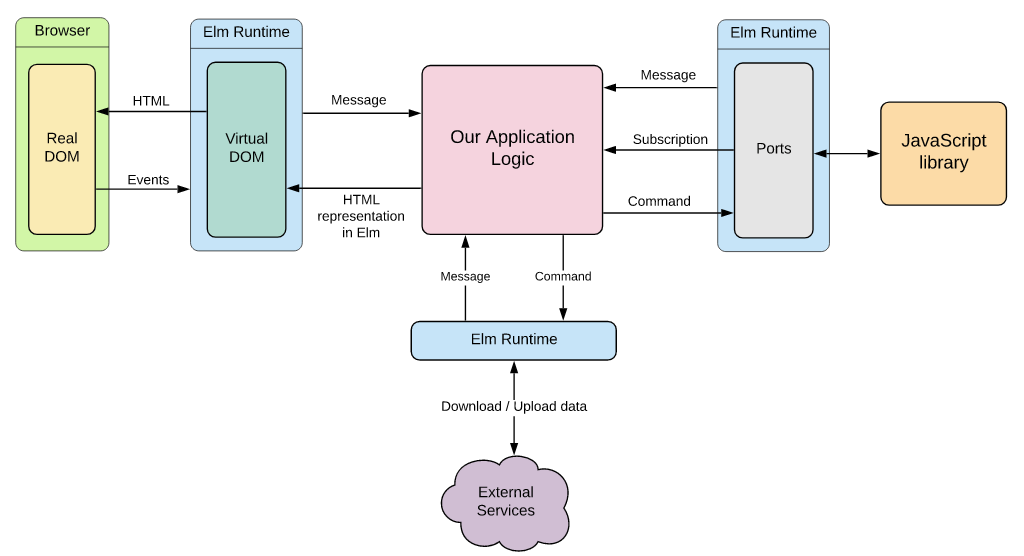 Browser
Elm Runtime
Elm Runtime
Real
DOM
HTML
Events
Virtual
DOM
Message
HTML
representation
in Elm
Our Application
Logic
Message
Subscription
Command
Ports
JavaScript
library
Message
Command
Elm Runtime
Download / Upload data
External
Services